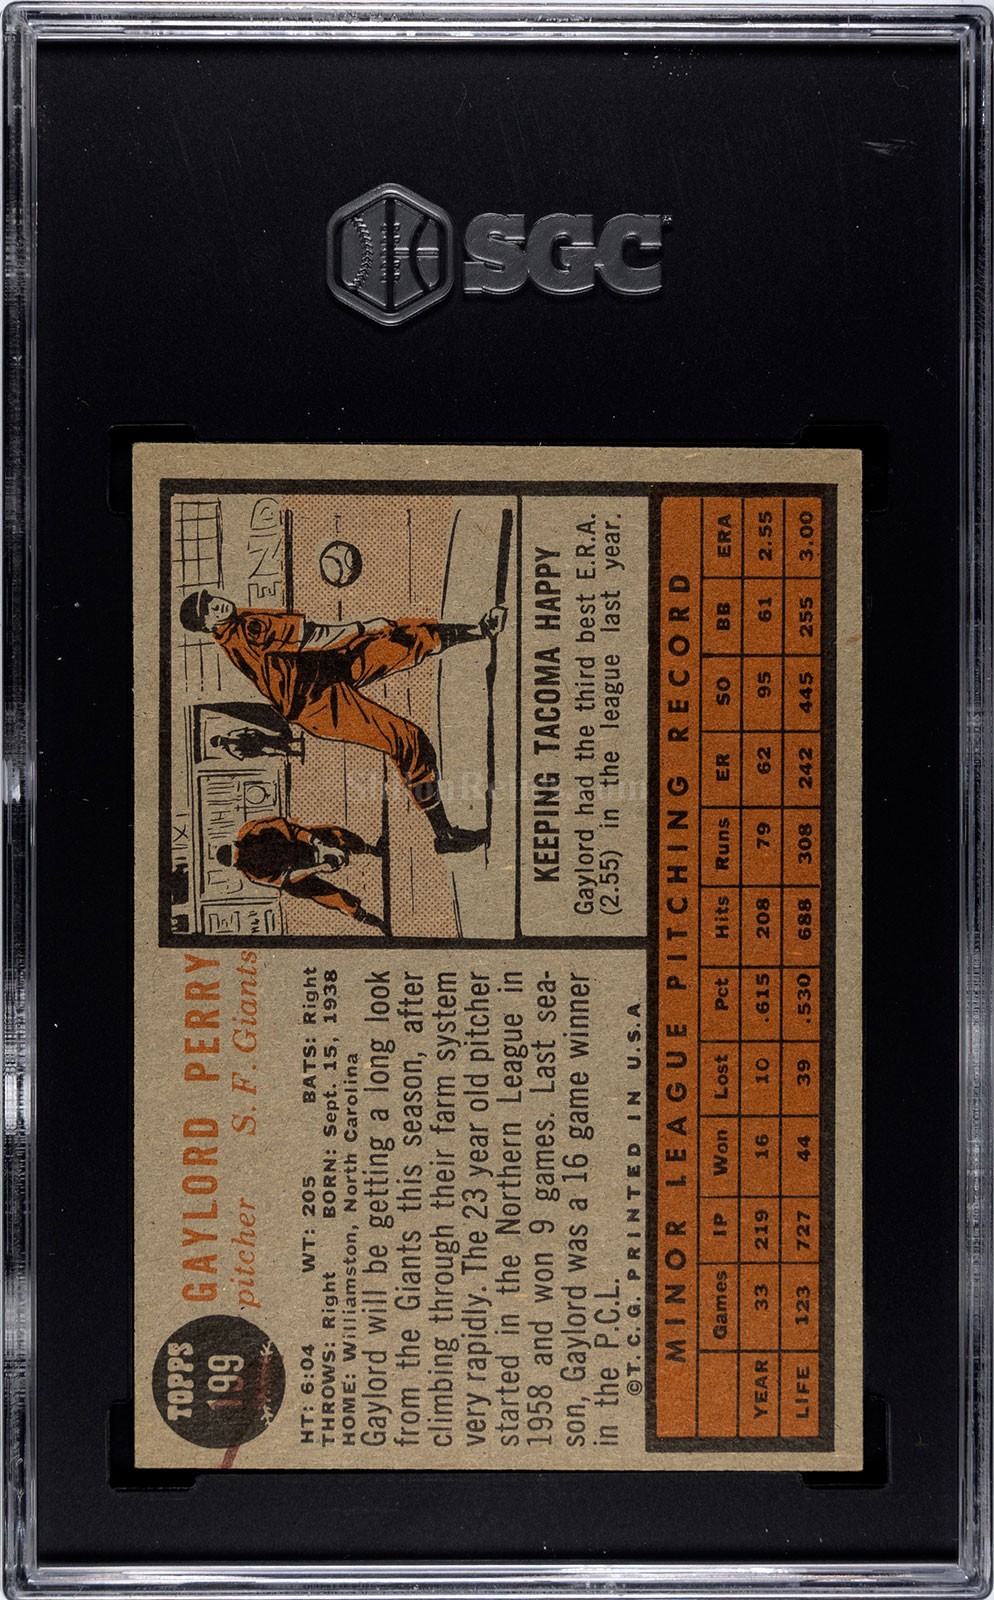 SGC
TOPPS
199
GAYLORD PERRY
pitcher S. F. Giants
HT: 6:04 WT: 205 BATS: Right
THROWS: Right BORN: Sept. 15, 1938
HOME: Williamston, North Carolina
Gaylord will be getting a long look
from the Giants this season, after
climbing through their farm system
very rapidly. The 23 year old pitcher
started in the Northern League in
1958 and won 9 games. Last sea-
son, Gaylord was a 16 game winner
in the P.C.L.
©T. C. G. PRINTED IN U.S.A
END
KEEPING TACOMA HAPPY
Gaylord had the third best E.R.A.
(2.55) in the league last year.
MINOR LEAGUE PITCHING RECORD
Games IP Won Lost Pct Hits Runs ER SO BB ERA
YEAR 33 219 16 10 .615 208 79 62 95 61 2.55
LIFE 123 727 44 39 .530 688 308 242 445 255 3.00